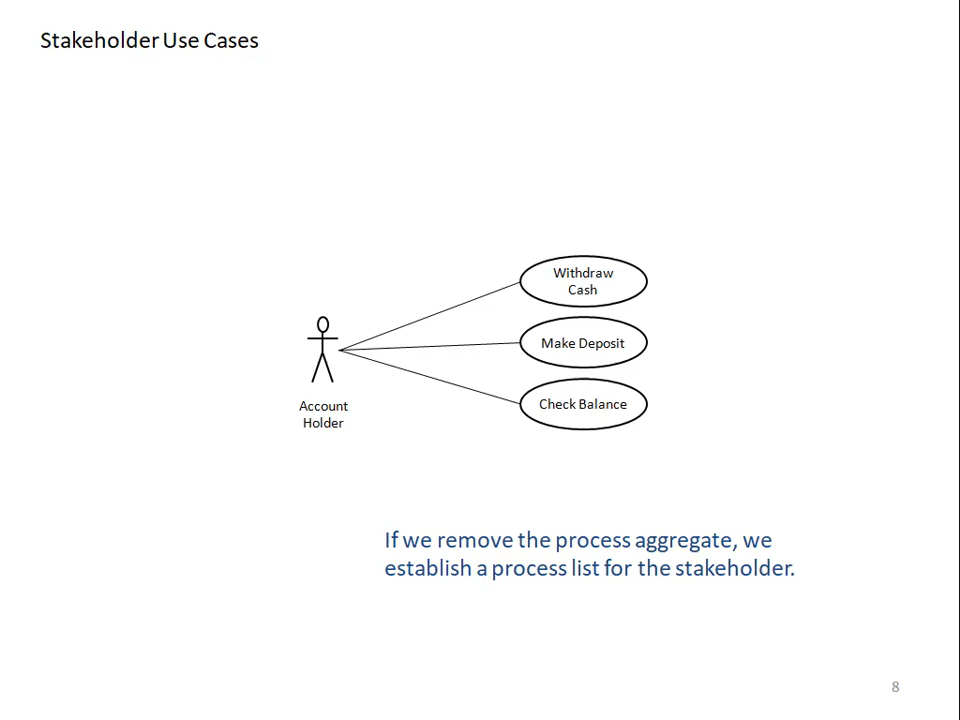 Stakeholder Use Cases
Withdraw
Cash
Make Deposit
Check Balance
Account
Holder
If we remove the process aggregate, we
establish a process list for the stakeholder.
8